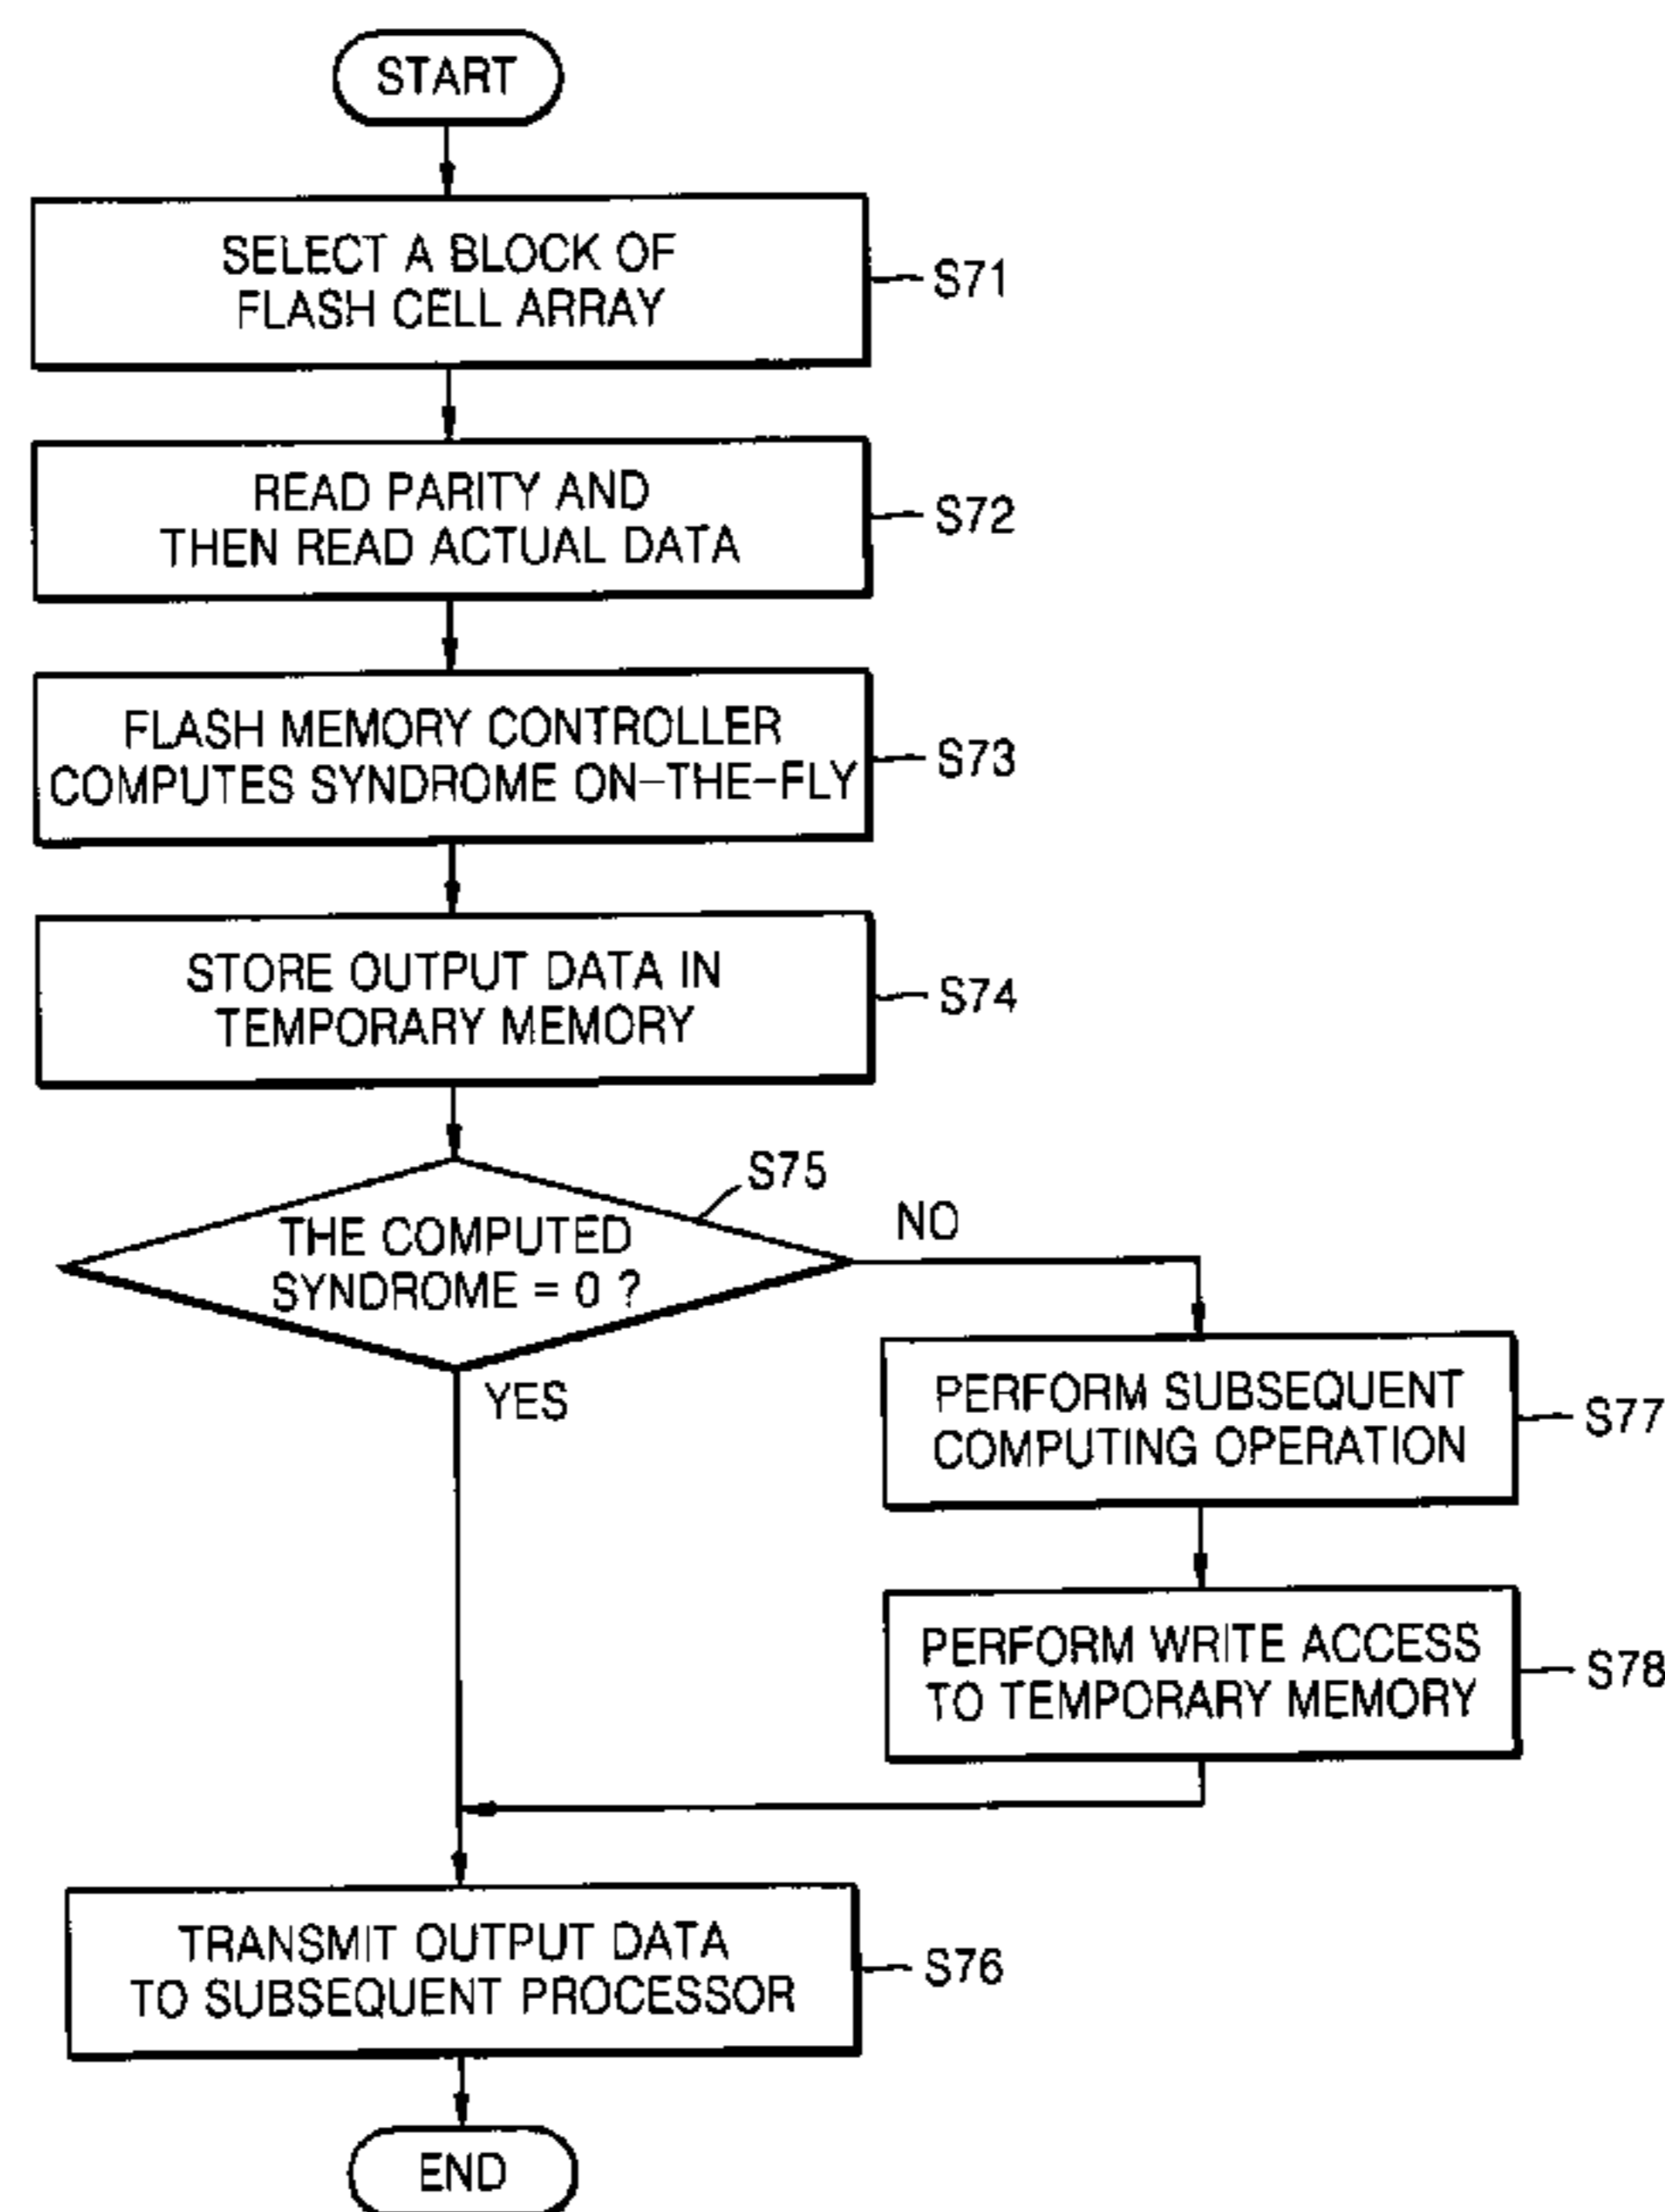 START
SELECT A BLOCK OF
FLASH CELL ARRAY
S71
READ PARITY AND
THEN READ ACTUAL DATA
S72
FLASH MEMORY CONTROLLER
COMPUTES SYNDROME ON-THE-FLY
S73
STORE OUTPUT DATA IN
TEMPORARY MEMORY
S74
S75
THE COMPUTED
SYNDROME = 0 ?
NO
YES
PERFORM SUBSEQUENT
COMPUTING OPERATION
S77
PERFORM WRITE ACCESS
TO TEMPORARY MEMORY
S78
TRANSMIT OUTPUT DATA
TO SUBSEQUENT PROCESSOR
S76
END